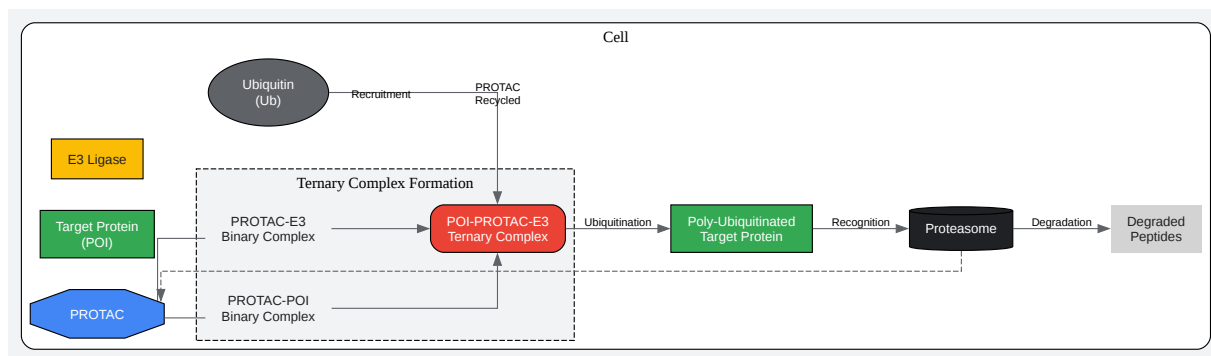 Cell
Ubiquitin
(Ub)
Recruitment
PROTAC
Recycled
E3 Ligase
Ternary Complex Formation
Target Protein
(POI)
PROTAC-E3
Binary Complex
POI-PROTAC-E3
Ternary Complex
Ubiquitination
Poly-Ubiquitinated
Target Protein
Recognition
Proteasome
Degradation
Degraded
Peptides
PROTAC
PROTAC-POI
Binary Complex